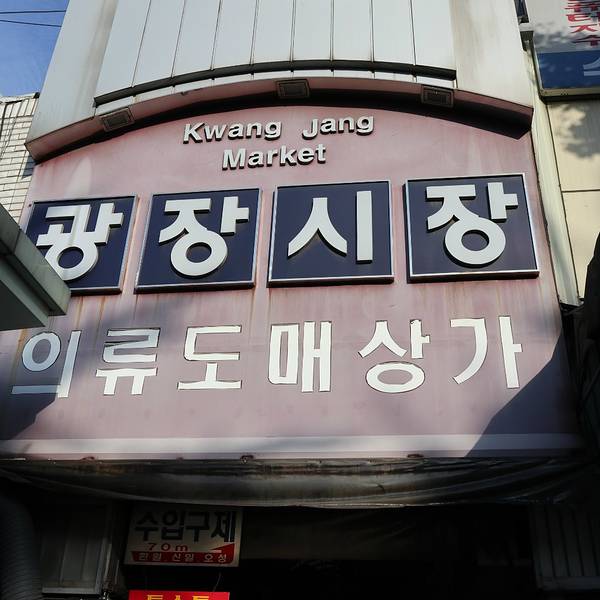 Kwang Jang
Market
광장시장
의류도매상가
수입구제
70m